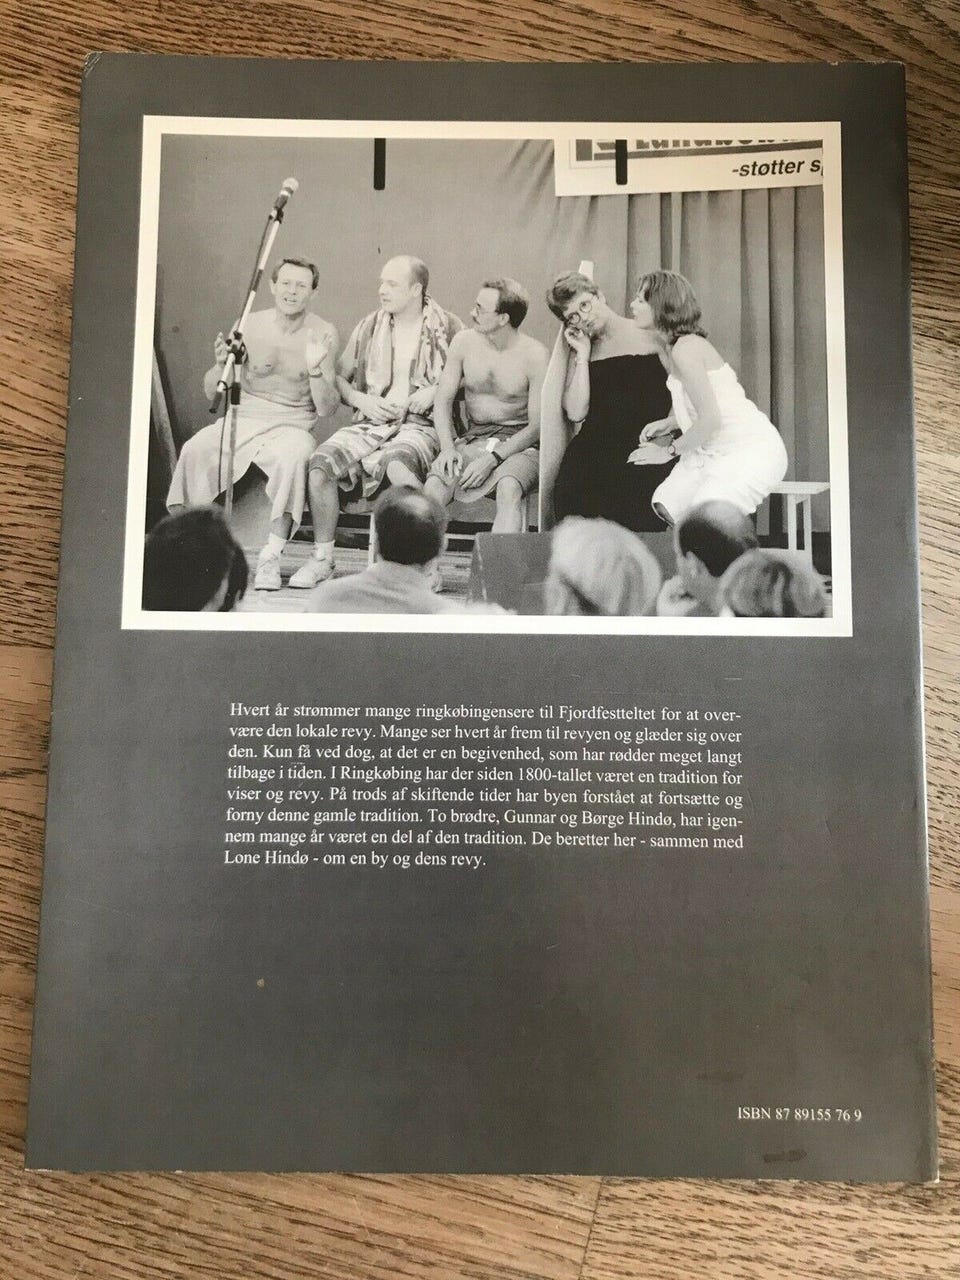 -støtter
Hvert år strømmer mange ringkøbingensere til Fjordfestteltet for at over-
være den lokale revy. Mange ser hvert år frem til revyen og glæder sig over
den. Kun få ved dog, at det er en begivenhed, som har rødder meget langt
tilbage i tiden. I Ringkøbing har der siden 1800-tallet været en tradition for
viser og revy. På trods af skiftende tider har byen forstået at fortsætte og
forny denne gamle tradition. To brødre, Gunnar og Børge Hindø, har igen-
nem mange år været en del af den tradition. De beretter her - sammen med
Lone Hindø - om en by og dens revy.
ISBN 87 89155 76 9